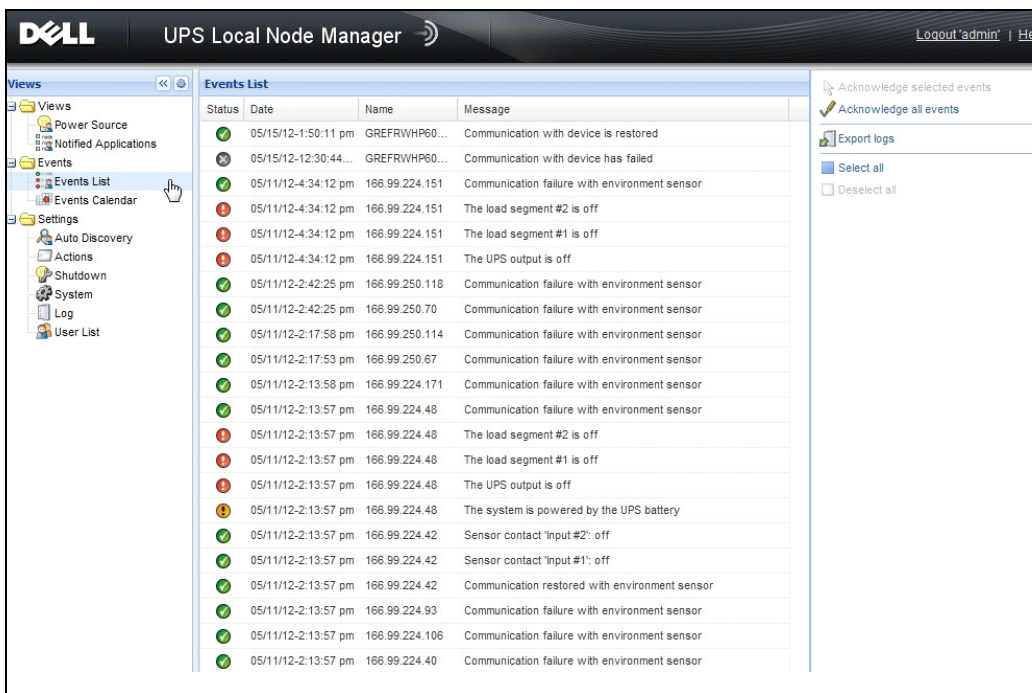 DELL UPS Local Node Manager Logout 'admin' | He
Views
Views
Power Source
Notified Applications
Events
Events List
Events Calendar
Settings
Auto Discovery
Actions
Shutdown
System
Log
User List
Events List
Status Date Name Message
05/15/12-1:50:11 pm GREFRWHP60... Communication with device is restored
05/15/12-12:30:44... GREFRWHP60... Communication with device has failed
05/11/12-4:34:12 pm 166.99.224.151 Communication failure with environment sensor
05/11/12-4:34:12 pm 166.99.224.151 The load segment #2 is off
05/11/12-4:34:12 pm 166.99.224.151 The load segment #1 is off
05/11/12-4:34:12 pm 166.99.224.151 The UPS output is off
05/11/12-2:42:25 pm 166.99.250.118 Communication failure with environment sensor
05/11/12-2:42:25 pm 166.99.250.70 Communication failure with environment sensor
05/11/12-2:17:58 pm 166.99.250.114 Communication failure with environment sensor
05/11/12-2:17:53 pm 166.99.250.67 Communication failure with environment sensor
05/11/12-2:13:58 pm 166.99.224.171 Communication failure with environment sensor
05/11/12-2:13:57 pm 166.99.224.48 Communication failure with environment sensor
05/11/12-2:13:57 pm 166.99.224.48 The load segment #2 is off
05/11/12-2:13:57 pm 166.99.224.48 The load segment #1 is off
05/11/12-2:13:57 pm 166.99.224.48 The UPS output is off
05/11/12-2:13:57 pm 166.99.224.48 The system is powered by the UPS battery
05/11/12-2:13:57 pm 166.99.224.42 Sensor contact 'Input #2': off
05/11/12-2:13:57 pm 166.99.224.42 Sensor contact 'Input #1': off
05/11/12-2:13:57 pm 166.99.224.42 Communication restored with environment sensor
05/11/12-2:13:57 pm 166.99.224.93 Communication failure with environment sensor
05/11/12-2:13:57 pm 166.99.224.106 Communication failure with environment sensor
05/11/12-2:13:57 pm 166.99.224.40 Communication failure with environment sensor
Acknowledge selected events
Acknowledge all events
Export logs
Select all
Deselect all